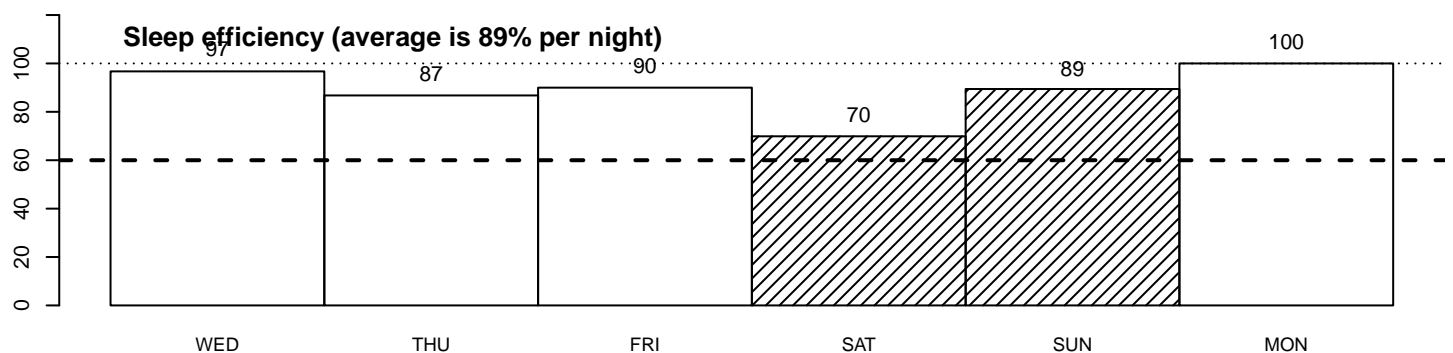 Sleep efficiency (average is 89% per night)
97
87
90
70
89
100
0
20
40
60
80
100
WED
THU
FRI
SAT
SUN
MON